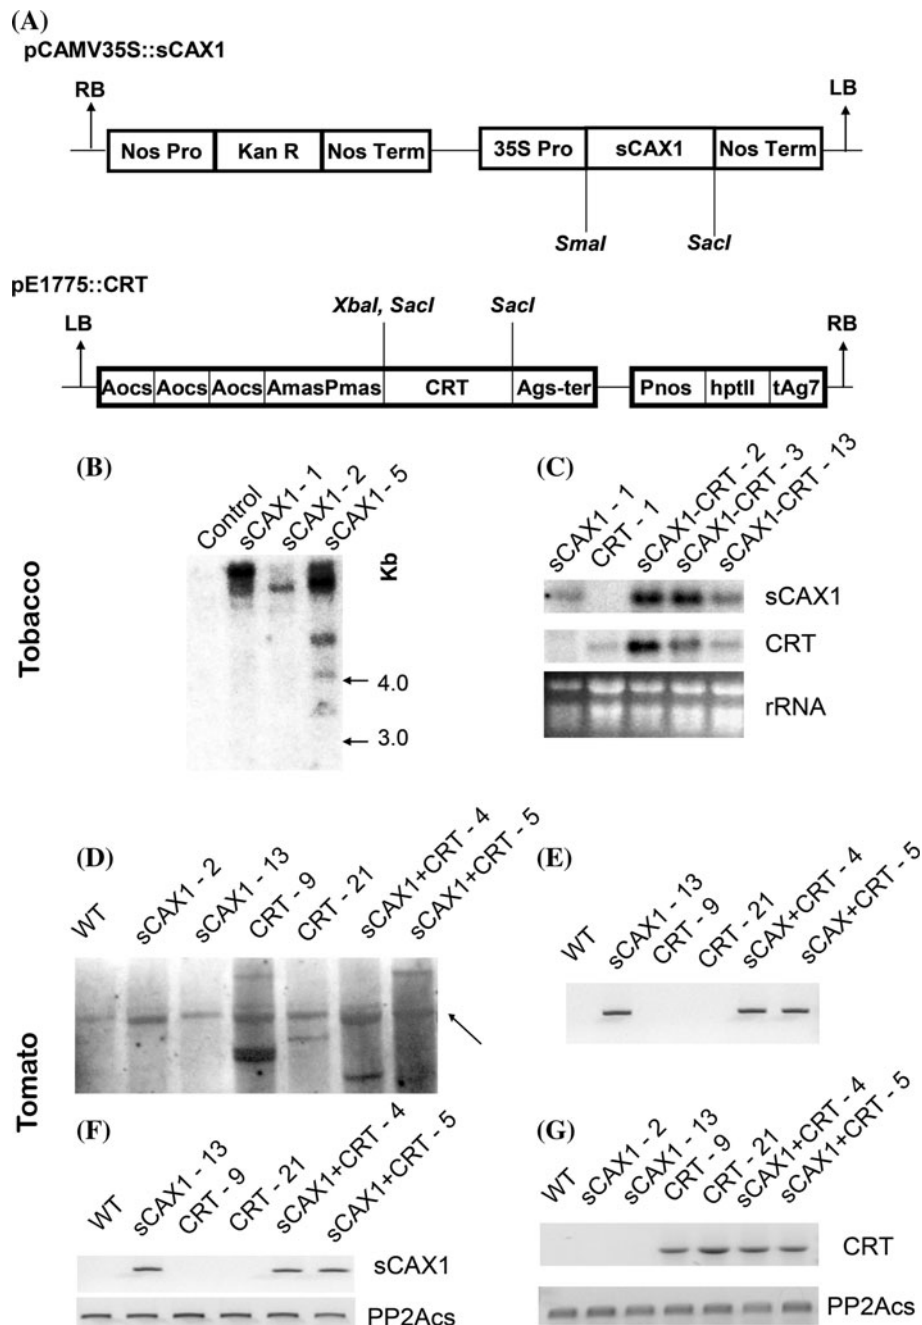 (A)
pCAMV35S::sCAX1
RB
LB
Nos Pro
Kan R
Nos Term
35S Pro
sCAX1
Nos Term
SmaI
SacI
pE1775::CRT
XbaI, SacI
SacI
LB
RB
Aocs
Aocs
Aocs
AmasPmas
CRT
Ags-ter
Pnos
hptII
tAg7
Tobacco
(B)
Control
sCAX1 - 1
sCAX1 - 2
sCAX1 - 5
Kb
4.0
3.0
(C)
sCAX1 - 1
CRT - 1
sCAX1-CRT - 2
sCAX1-CRT - 3
sCAX1-CRT - 13
sCAX1
CRT
rRNA
Tomato
(D)
WT
sCAX1 - 2
sCAX1 - 13
CRT - 9
CRT - 21
sCAX1+CRT - 4
sCAX1+CRT - 5
(E)
WT
sCAX1 - 13
CRT - 9
CRT - 21
sCAX+CRT - 4
sCAX+CRT - 5
(F)
WT
sCAX1 - 13
CRT - 9
CRT - 21
sCAX1+CRT - 4
sCAX1+CRT - 5
sCAX1
PP2Acs
(G)
WT
sCAX1 - 2
sCAX1 - 13
CRT - 9
CRT - 21
sCAX1+CRT - 4
sCAX1+CRT - 5
CRT
PP2Acs